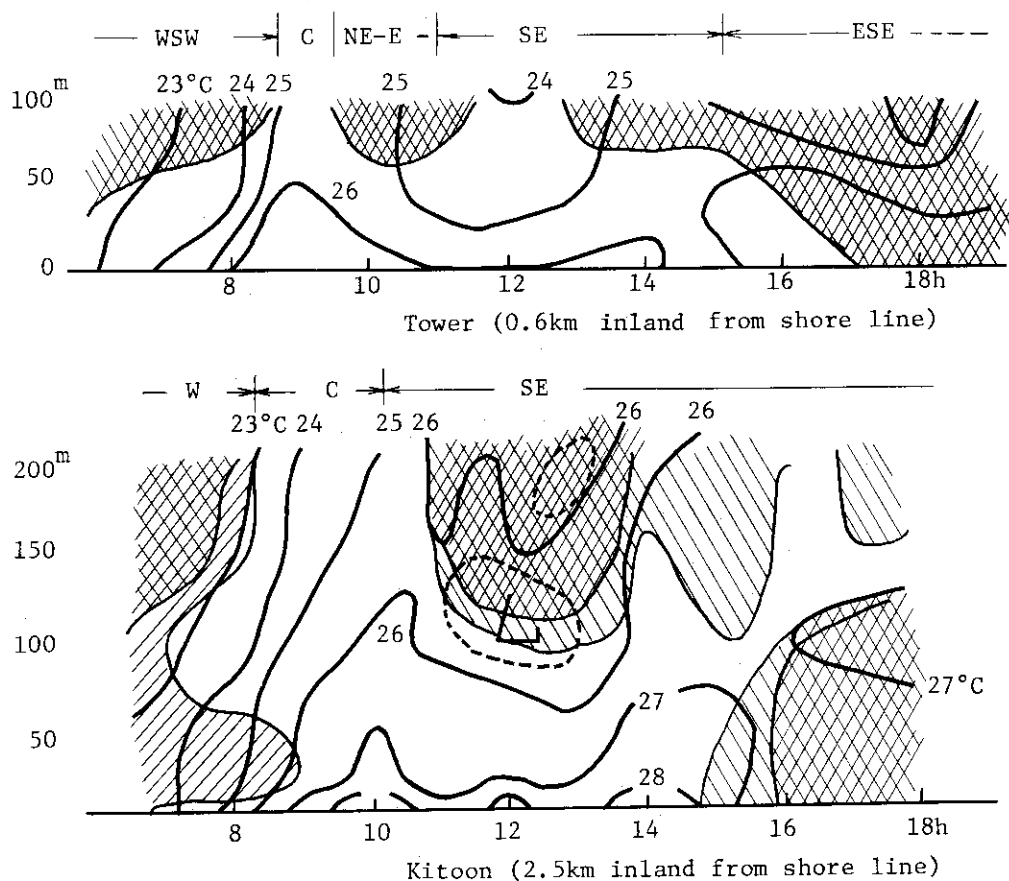 WSW C NE-E SE ESE
23°C 24 25 25 24 25
100m
50
26
0
8 10 12 14 16 18h
Tower (0.6km inland from shore line)
W C SE
23°C 24 25 26 26 26
200m
150
100
26
27°C
27
50
28
L
8 10 12 14 16 18h
Kitoon (2.5km inland from shore line)